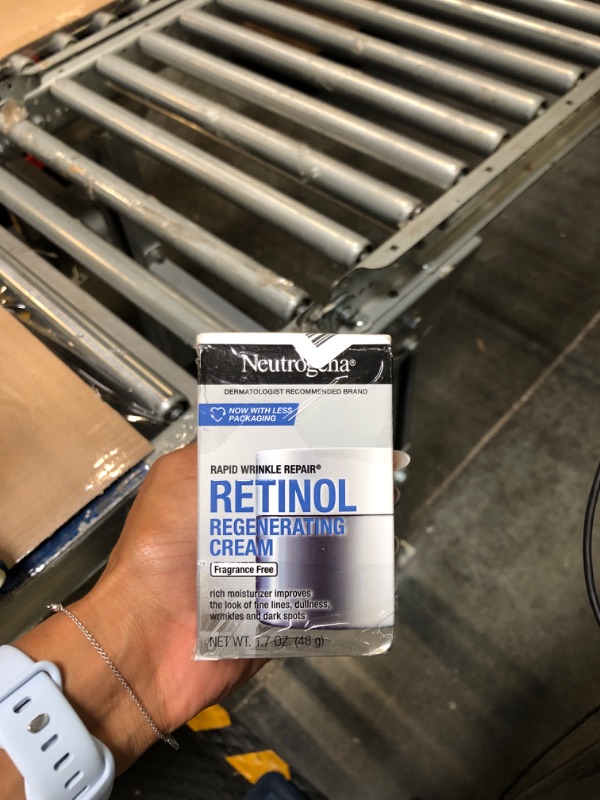 Neutrogena®
DERMATOLOGIST RECOMMENDED BRAND
NOW WITH LESS
PACKAGING
RAPID WRINKLE REPAIR®
RETINOL
REGENERATING
CREAM
Fragrance Free
rich moisturizer improves
the look of fine lines, dullness,
wrinkles and dark spots
NET WT. 1.7 OZ. (48 g)